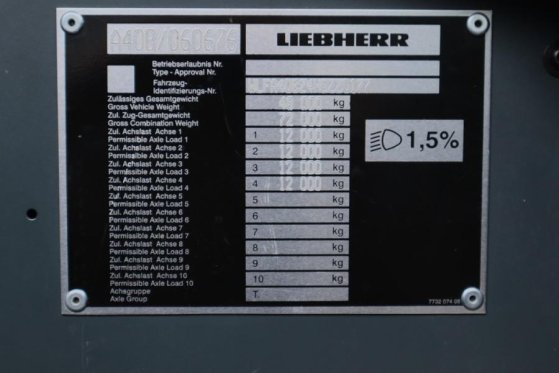 LIEBHERR
Betriebserlaubnis Nr.
Type - Approval Nr.
Fahrzeug-
Identifizierungs-Nr.
Zulässiges Gesamtgewicht 48 000 kg
Gross Vehicle Weight
Zul. Zug-Gesamtgewicht 72 000 kg
Gross Combination Weight
Zul. Achslast Achse 1
Permissible Axle Load 1 1 12 000 kg
Zul. Achslast Achse 2
Permissible Axle Load 2 2 12 000 kg
Zul. Achslast Achse 3
Permissible Axle Load 3 3 12 000 kg
Zul. Achslast Achse 4
Permissible Axle Load 4 4 12 000 kg
Zul. Achslast Achse 5
Permissible Axle Load 5 5 kg
Zul. Achslast Achse 6
Permissible Axle Load 6 6 kg
Zul. Achslast Achse 7
Permissible Axle Load 7 7 kg
Zul. Achslast Achse 8
Permissible Axle Load 8 8 kg
Zul. Achslast Achse 9
Permissible Axle Load 9 9 kg
Zul. Achslast Achse 10
Permissible Axle Load 10 10 kg
Achsgruppe
Axle Group T
1,5%
7732 074 08